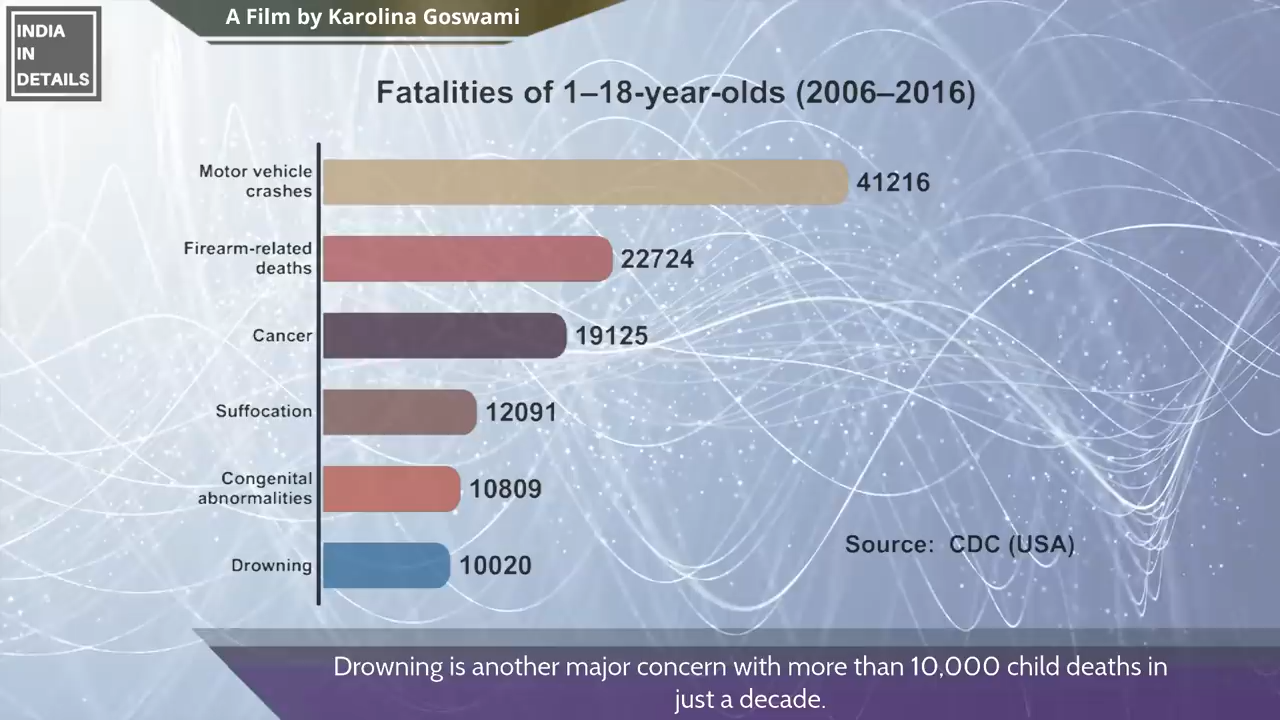 A Film by Karolina Goswami
INDIA
IN
DETAILS
Fatalities of 1–18-year-olds (2006–2016)
Motor vehicle
crashes
41216
Firearm-related
deaths
22724
Cancer
19125
Suffocation
12091
Congenital
abnormalities
10809
Drowning
10020
Source: CDC (USA)
Drowning is another major concern with more than 10,000 child deaths in
just a decade.